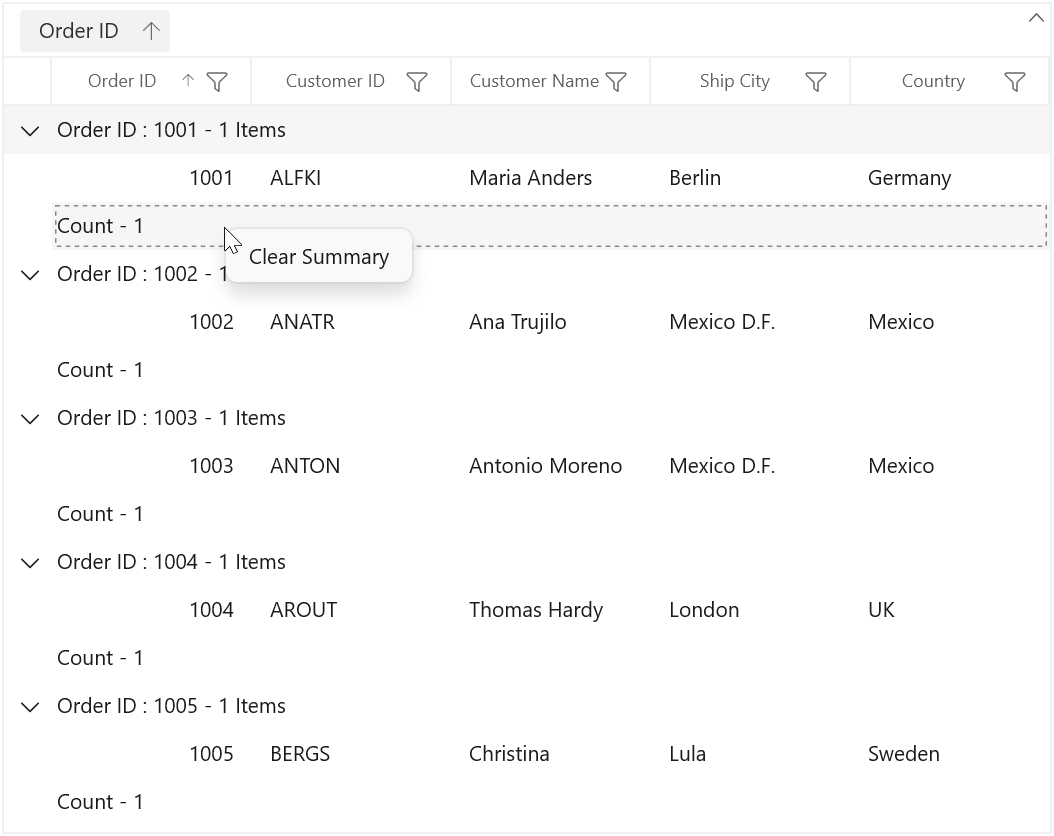 Order ID
Order ID Customer ID Customer Name Ship City Country
Order ID : 1001 - 1 Items
1001 ALFKI Maria Anders Berlin Germany
Count - 1
Clear Summary
Order ID : 1002 - 1
1002 ANATR Ana Trujilo Mexico D.F. Mexico
Count - 1
Order ID : 1003 - 1 Items
1003 ANTON Antonio Moreno Mexico D.F. Mexico
Count - 1
Order ID : 1004 - 1 Items
1004 AROUT Thomas Hardy London UK
Count - 1
Order ID : 1005 - 1 Items
1005 BERGS Christina Lula Sweden
Count - 1